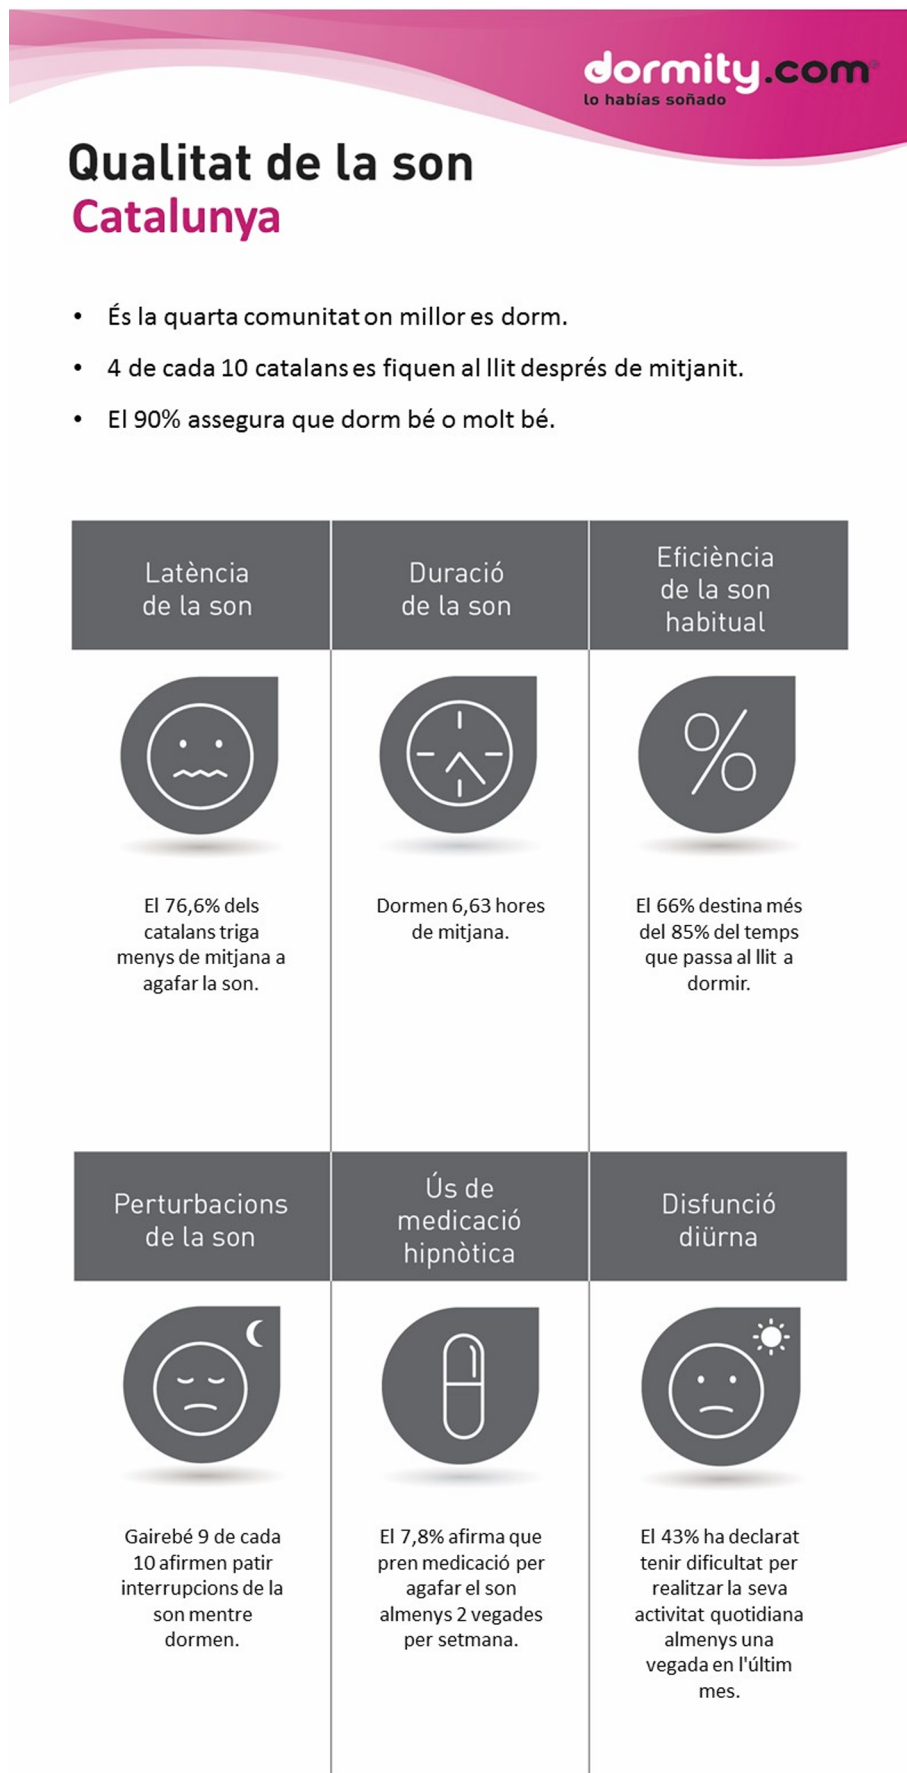 dormity.com®
lo habías soñado
Qualitat de la son
Catalunya
• És la quarta comunitat on millor es dorm.
• 4 de cada 10 catalans es fiquen al llit després de mitjanit.
• El 90% assegura que dorm bé o molt bé.
Latència
de la son
Duració
de la son
Eficiència
de la son
habitual
%
El 76,6% dels
catalans triga
menys de mitjana a
agafar la son.
Dormen 6,63 hores
de mitjana.
El 66% destina més
del 85% del temps
que passa al llit a
dormir.
Perturbacions
de la son
Ús de
medicació
hipnòtica
Disfunció
diürna
Gairebé 9 de cada
10 afirmen patir
interrupcions de la
son mentre
dormen.
El 7,8% afirma que
pren medicació per
agafar el son
almenys 2 vegades
per setmana.
El 43% ha declarat
tenir dificultat per
realitzar la seva
activitat quotidiana
almenys una
vegada en l'últim
mes.